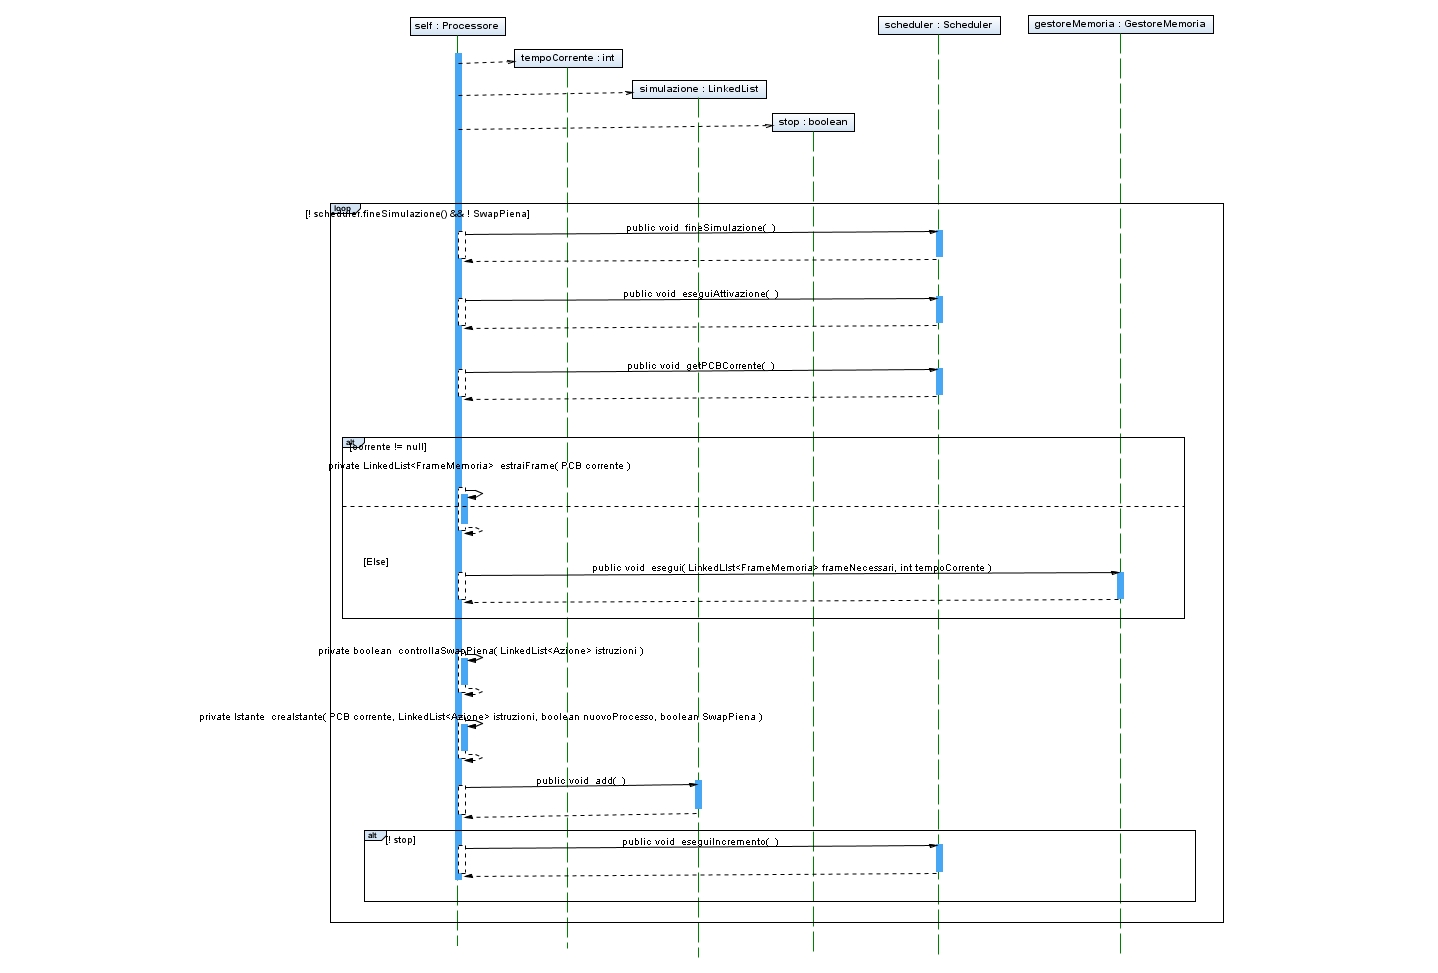 self : Processore
scheduler : Scheduler
gestoreMemoria : GestoreMemoria
tempoCorrente : int
simulazione : LinkedList
stop : boolean
loop
[! scheduler.fineSimulazione() && ! SwapPiena]
public void fineSimulazione( )
public void eseguiAttivazione( )
public void getPCBCorrente( )
alt
[corrente != null]
private LinkedList<FrameMemoria> estraiFrame( PCB corrente )
[Else]
public void esegui( LinkedList<FrameMemoria> frameNecessari, int tempoCorrente )
private boolean controllaSwapPiena( LinkedList<Azione> istruzioni )
private Istante creaIstante( PCB corrente, LinkedList<Azione> istruzioni, boolean nuovoProcesso, boolean SwapPiena )
public void add( )
alt
[! stop]
public void eseguiIncremento( )